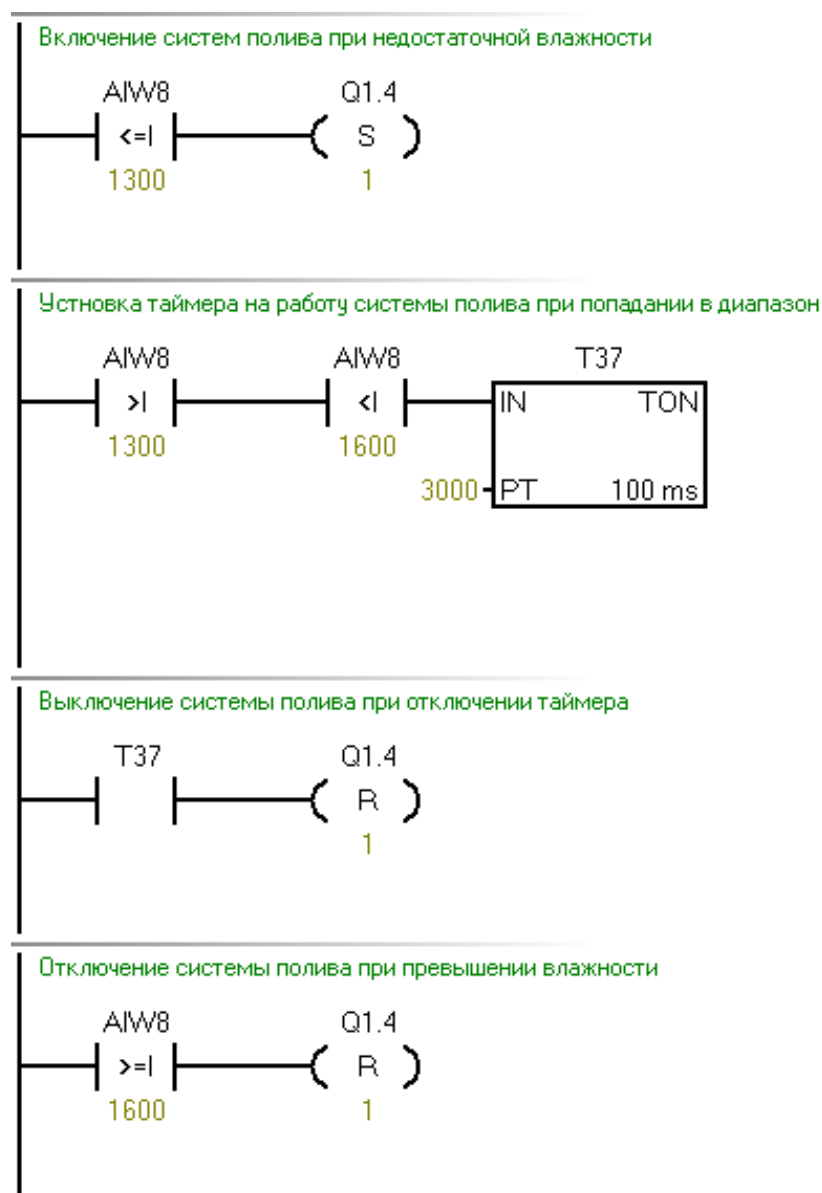 Включение систем полива при недостаточной влажности
AIW8 Q1.4
<=I S
1300 1
Устновка таймера на работу системы полива при попадании в диапазон
AIW8 AIW8 T37
>I <I IN TON
1300 1600
3000 PT 100 ms
Выключение системы полива при отключении таймера
T37 Q1.4
R
1
Отключение системы полива при превышении влажности
AIW8 Q1.4
>=I R
1600 1